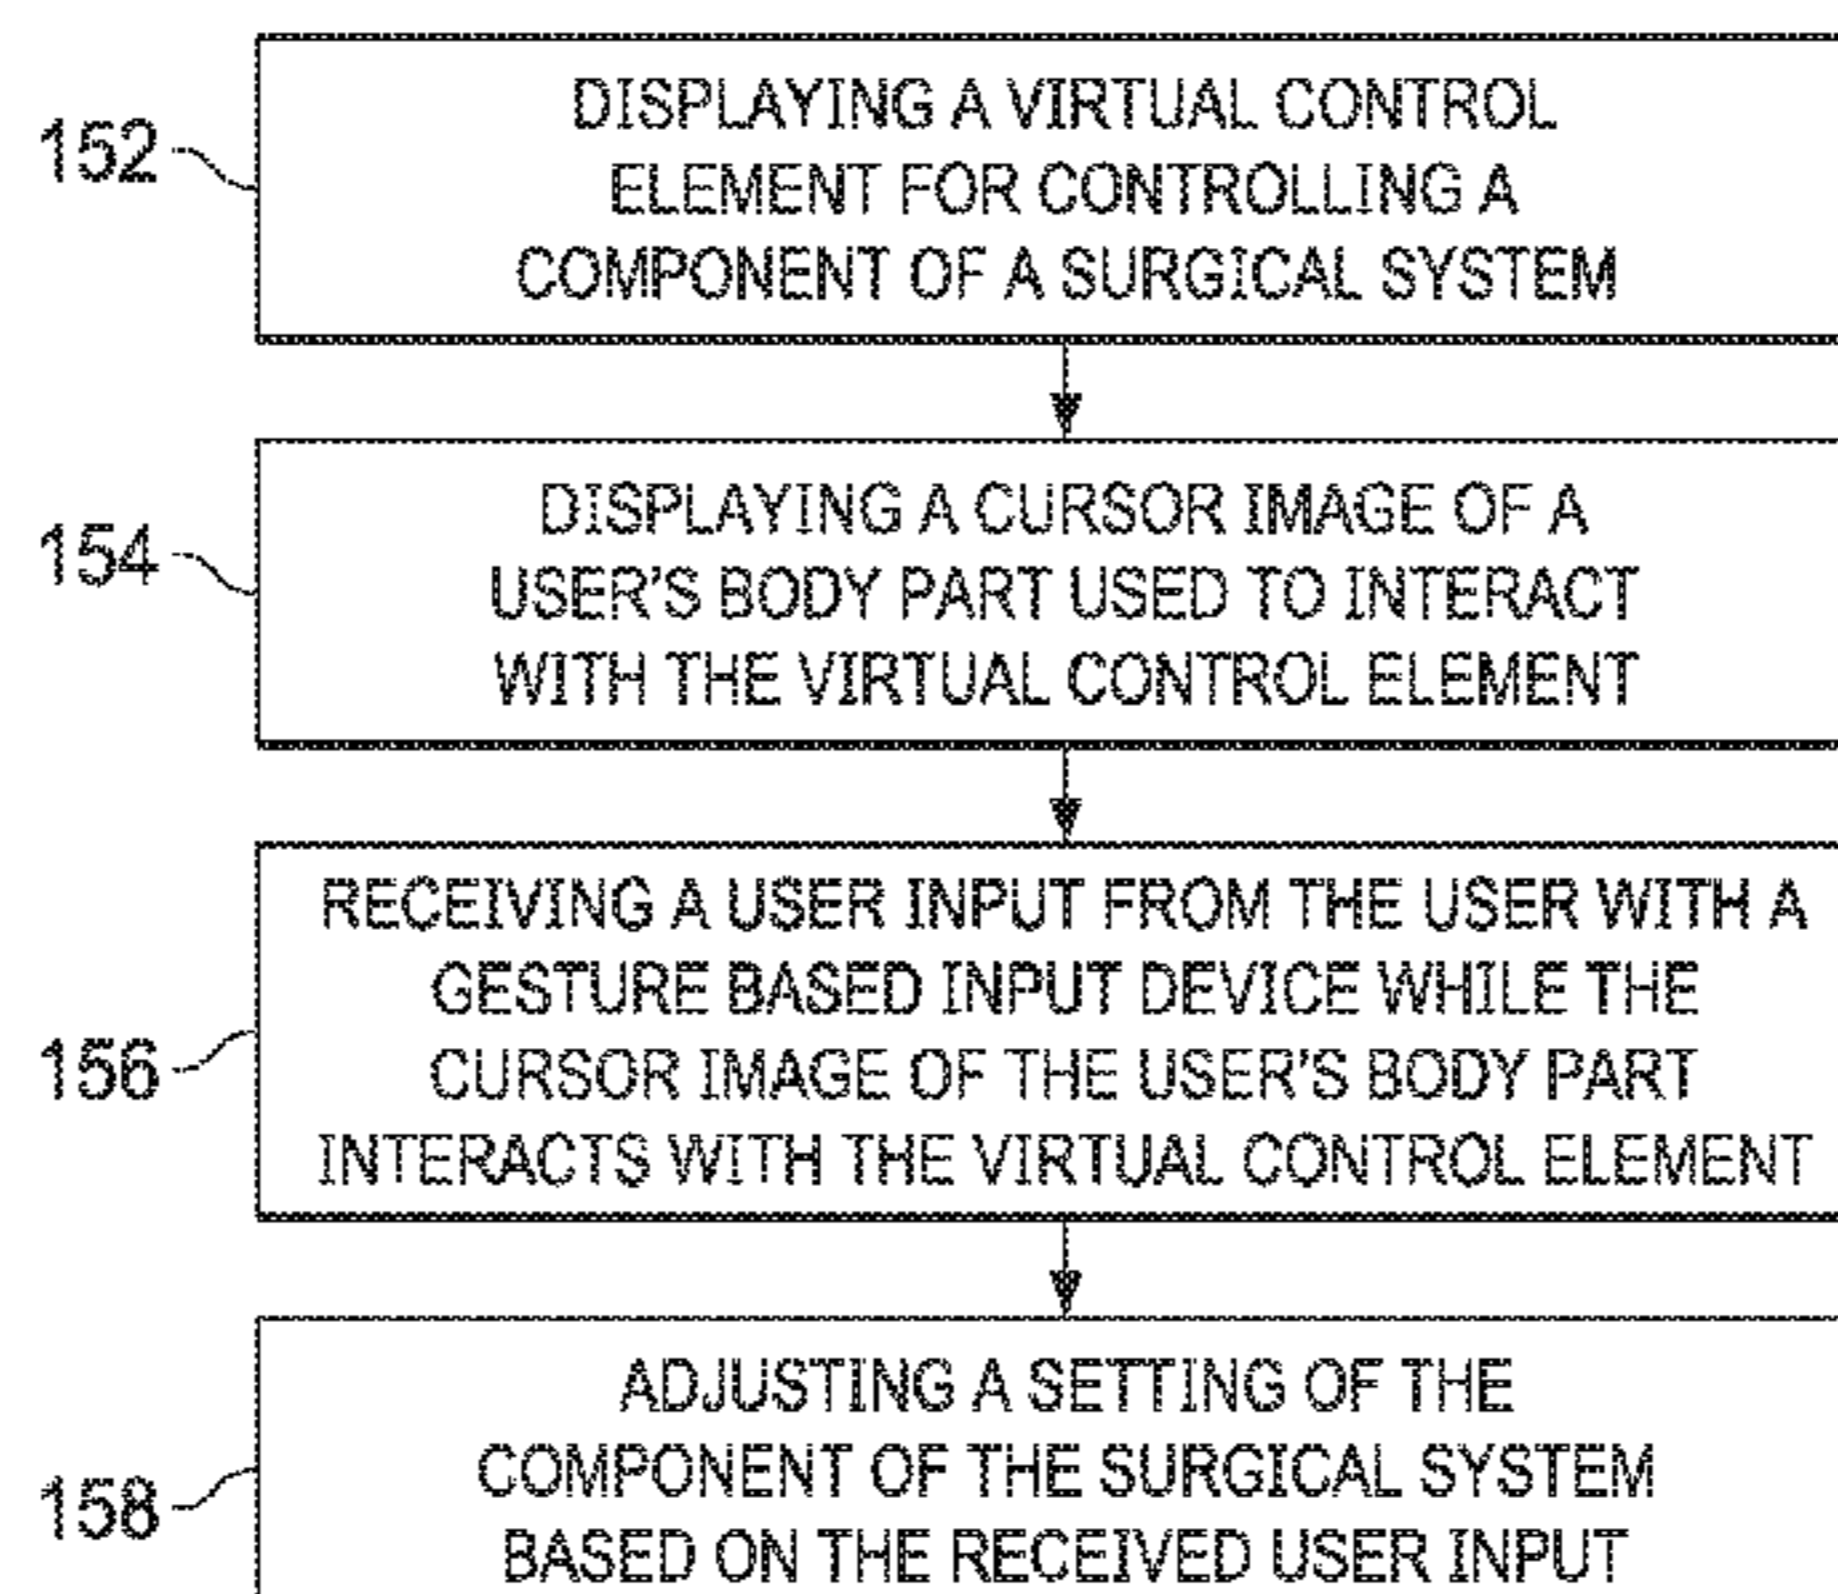 152
DISPLAYING A VIRTUAL CONTROL
ELEMENT FOR CONTROLLING A
COMPONENT OF A SURGICAL SYSTEM
154
DISPLAYING A CURSOR IMAGE OF A
USER'S BODY PART USED TO INTERACT
WITH THE VIRTUAL CONTROL ELEMENT
156
RECEIVING A USER INPUT FROM THE USER WITH A
GESTURE BASED INPUT DEVICE WHILE THE
CURSOR IMAGE OF THE USER'S BODY PART
INTERACTS WITH THE VIRTUAL CONTROL ELEMENT
158
ADJUSTING A SETTING OF THE
COMPONENT OF THE SURGICAL SYSTEM
BASED ON THE RECEIVED USER INPUT